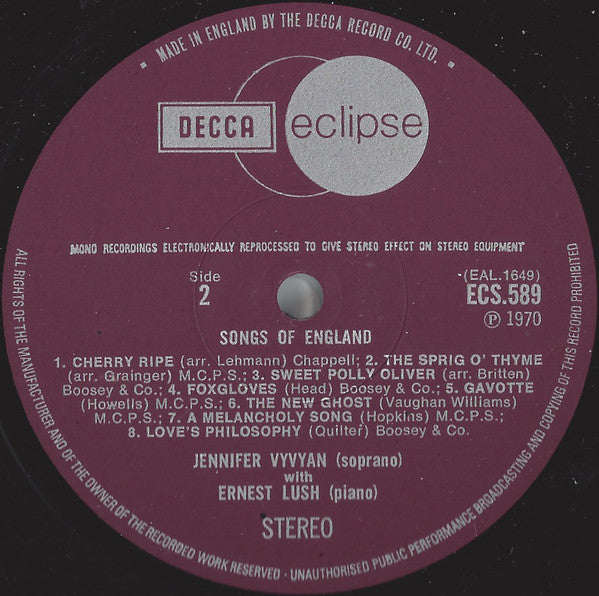 · MADE IN ENGLAND BY THE DECCA RECORD CO. LTD. ·
DECCA eclipse
MONO RECORDINGS ELECTRONICALLY REPROCESSED TO GIVE STEREO EFFECT ON STEREO EQUIPMENT
Side
2
(EAL.1649)
ECS.589
Ⓟ 1970
SONGS OF ENGLAND
1. CHERRY RIPE (arr. Lehmann) Chappell; 2. THE SPRIG O' THYME
(arr. Grainger) M.C.P.S.; 3. SWEET POLLY OLIVER (arr. Britten)
Boosey & Co.; 4. FOXGLOVES (Head) Boosey & Co.; 5. GAVOTTE
(Howells) M.C.P.S.; 6. THE NEW GHOST (Vaughan Williams)
M.C.P.S.; 7. A MELANCHOLY SONG (Hopkins) M.C.P.S.;
8. LOVE'S PHILOSOPHY (Quilter) Boosey & Co.
JENNIFER VYVYAN (soprano)
with
ERNEST LUSH (piano)
STEREO
ALL RIGHTS OF THE MANUFACTURER AND OF THE OWNER OF THE RECORDED WORK RESERVED · UNAUTHORISED PUBLIC PERFORMANCE BROADCASTING AND COPYING OF THIS RECORD PROHIBITED